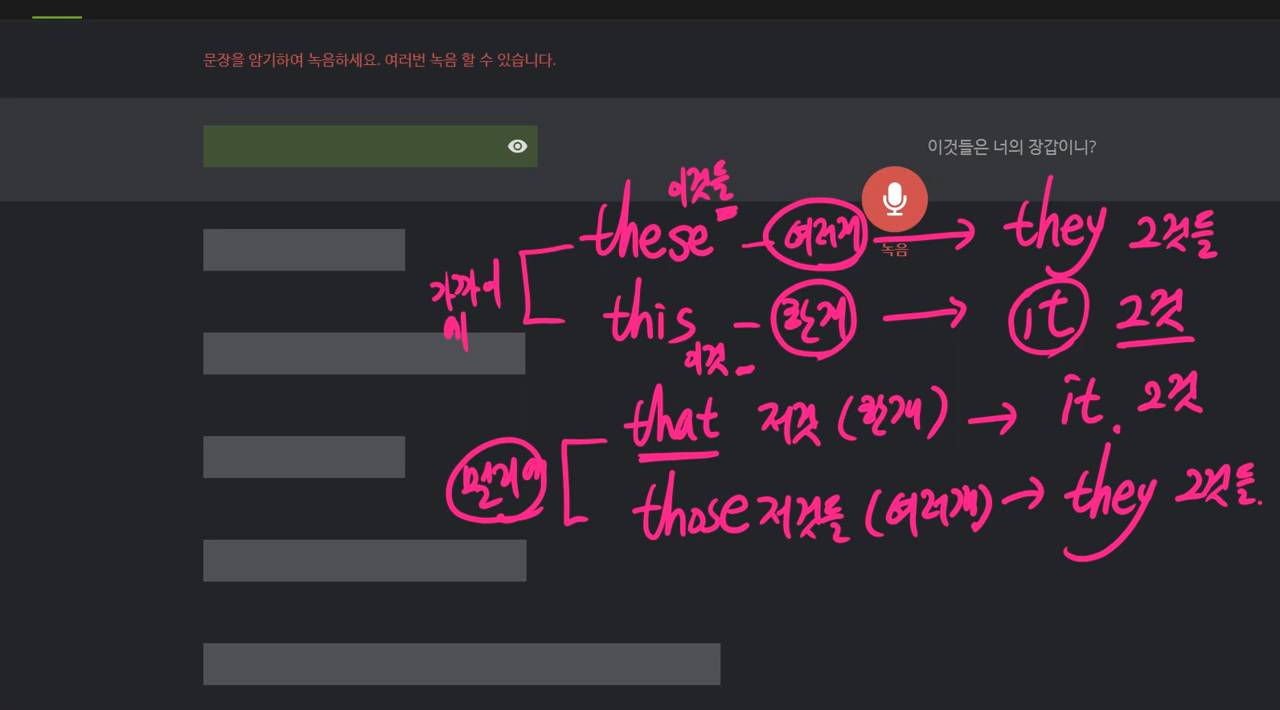 문장을 암기하여 녹음하세요. 여러번 녹음 할 수 있습니다.
이것들은 너의 장갑이니?
이것들
these - 여러개 → they 그것들
녹음
가까이에
this - 한개 → it 그것
이것
that 저것 (한개) → it. 그것
멀리에
those 저것들 (여러개) → they 그것들.